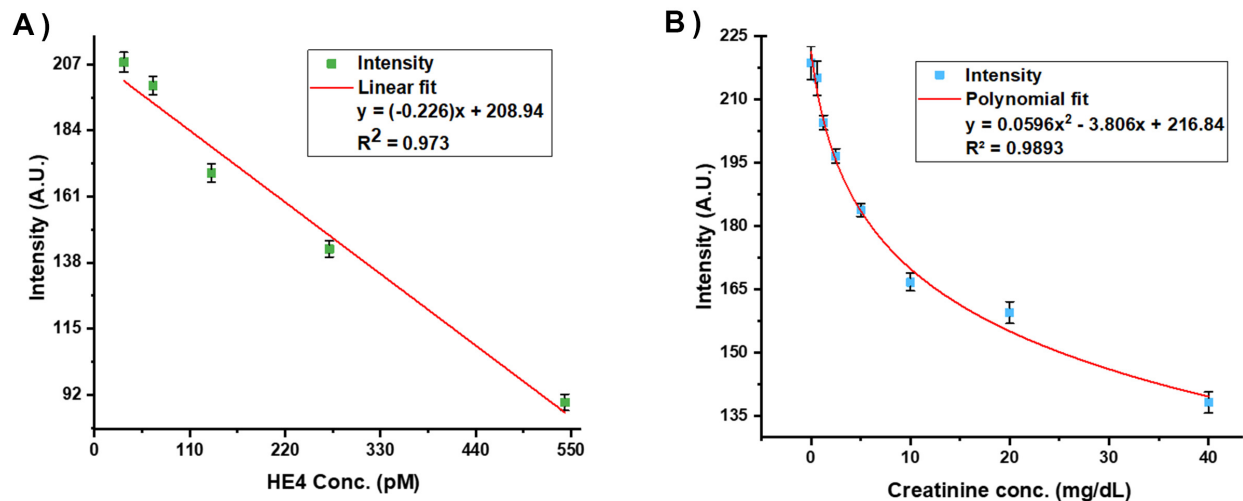 A)
207
184
161
138
115
92
0 110 220 330 440 550
Intensity (A.U.)
HE4 Conc. (pM)
Intensity
Linear fit
y = (-0.226)x + 208.94
R² = 0.973
B)
225
210
195
180
165
150
135
0 10 20 30 40
Intensity (A.U.)
Creatinine conc. (mg/dL)
Intensity
Polynomial fit
y = 0.0596x² - 3.806x + 216.84
R² = 0.9893